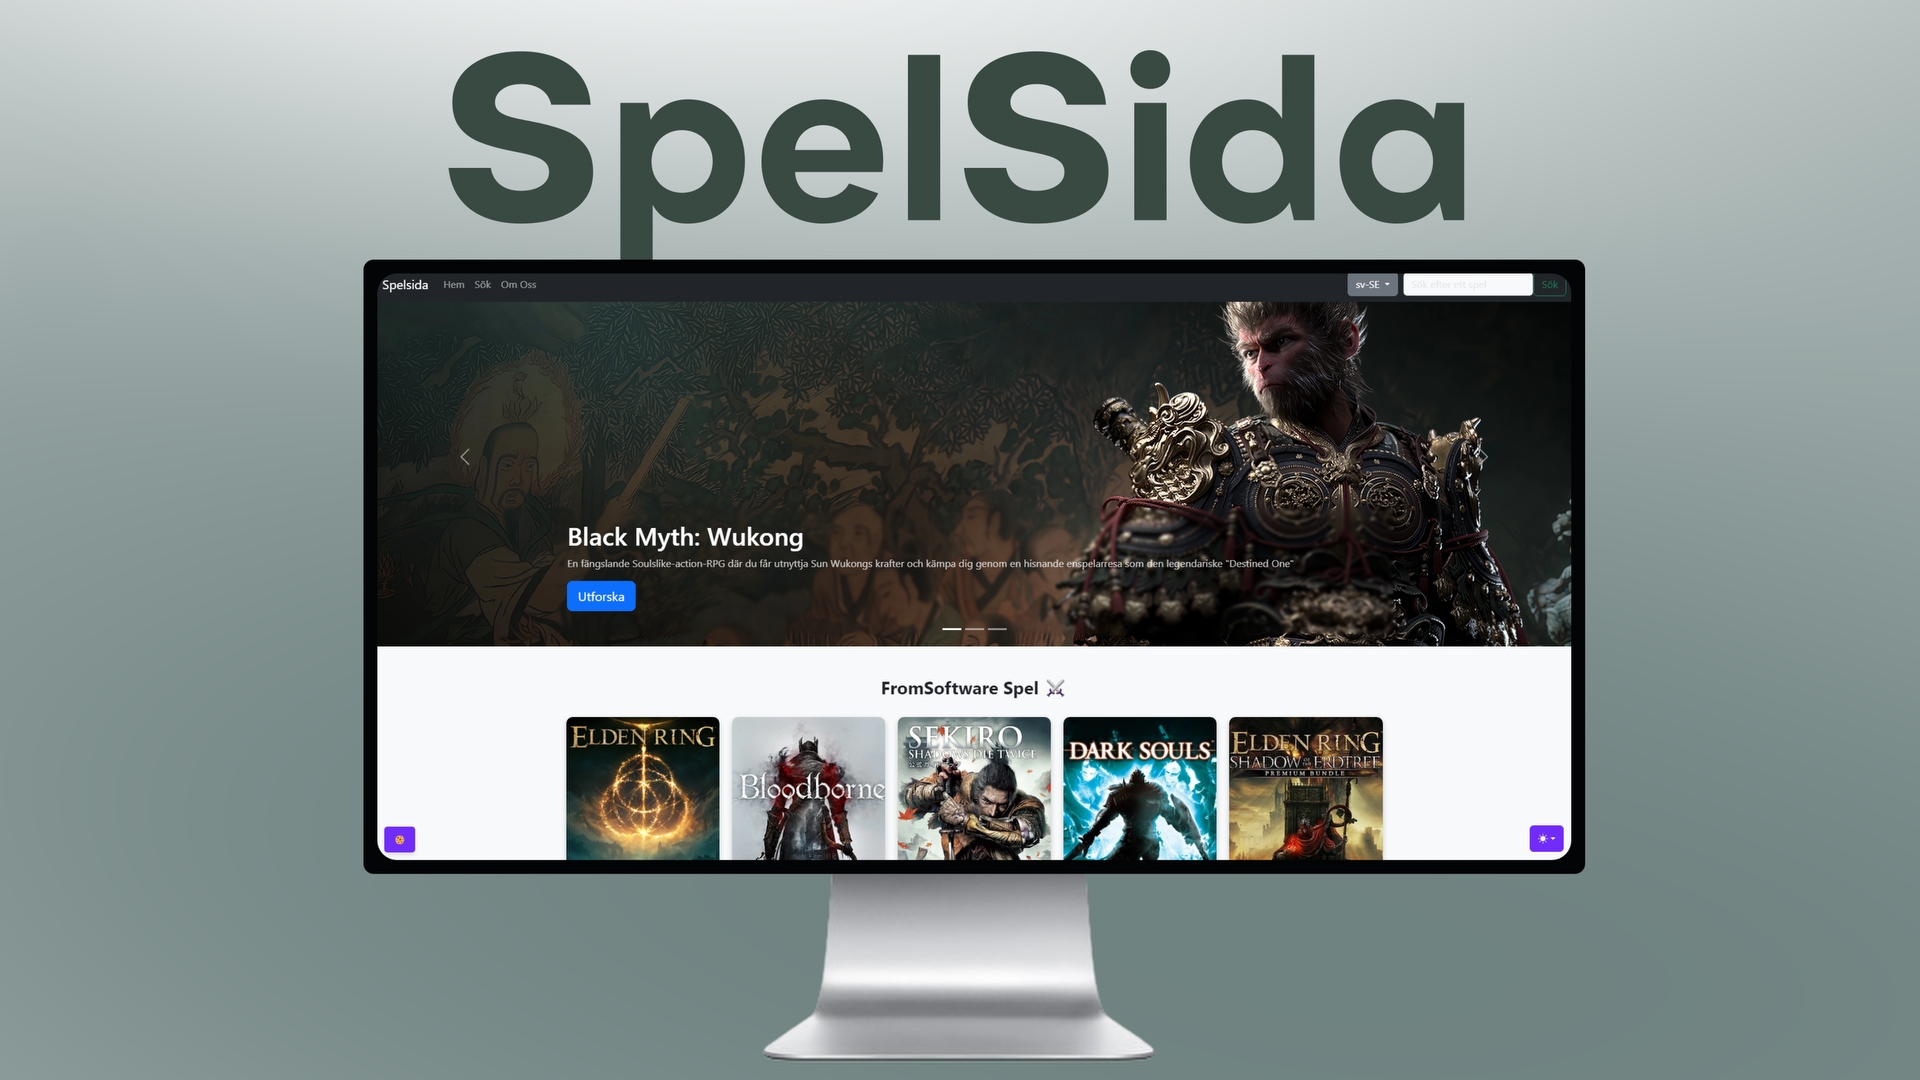 SpelSida
Spelsida Hem Sök Om Oss sv-SE Sök efter ett spel Sök
Black Myth: Wukong
En fängslande Soulslike-action-RPG där du får utnyttja Sun Wukongs krafter och kämpa dig genom en hisnande enspelarresa som den legendariske "Destined One"
Utforska
FromSoftware Spel
ELDEN RING
Bloodborne
SEKIRO
SHADOWS DIE TWICE
DARK SOULS
ELDEN RING
SHADOW OF THE ERDTREE
PREMIUM BUNDLE